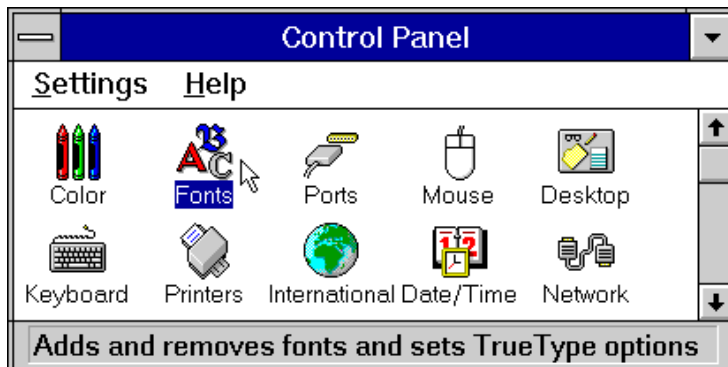 Control Panel
Settings Help
Color Fonts Ports Mouse Desktop
Keyboard Printers International Date/Time Network
Adds and removes fonts and sets TrueType options